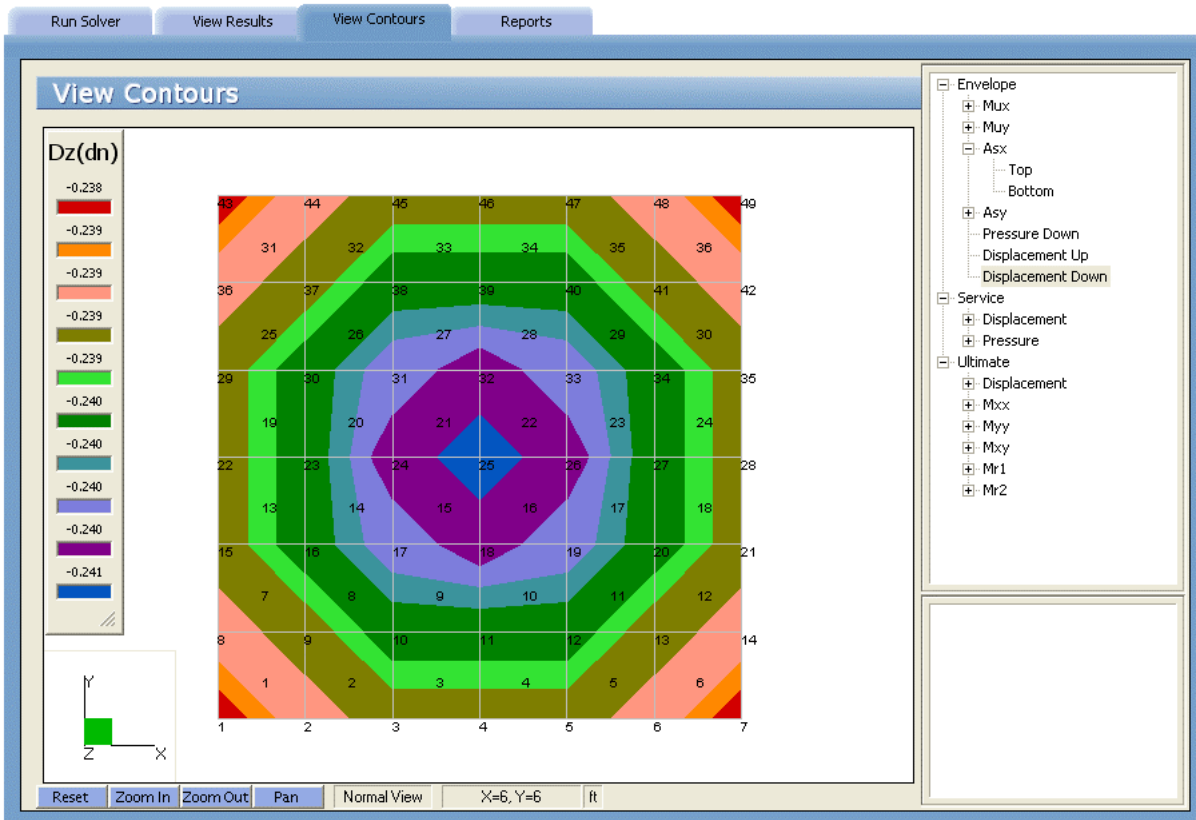 Run Solver View Results View Contours Reports
View Contours
Dz(dn)
-0.238
-0.239
-0.239
-0.239
-0.239
-0.240
-0.240
-0.240
-0.240
-0.241
43 44 45 46 47 48 49
31 32 33 34 35 36
36 37 38 39 40 41 42
25 26 27 28 29 30
29 30 31 32 33 34 35
19 20 21 22 23 24
22 23 24 25 26 27 28
13 14 15 16 17 18
15 16 17 18 19 20 21
7 8 9 10 11 12
8 9 10 11 12 13 14
1 2 3 4 5 6
1 2 3 4 5 6 7
Y
Z X
Reset Zoom In Zoom Out Pan Normal View X=6, Y=6 ft
Envelope
Mux
Muy
Asx
Top
Bottom
Asy
Pressure Down
Displacement Up
Displacement Down
Service
Displacement
Pressure
Ultimate
Displacement
Mxx
Myy
Mxy
Mr1
Mr2